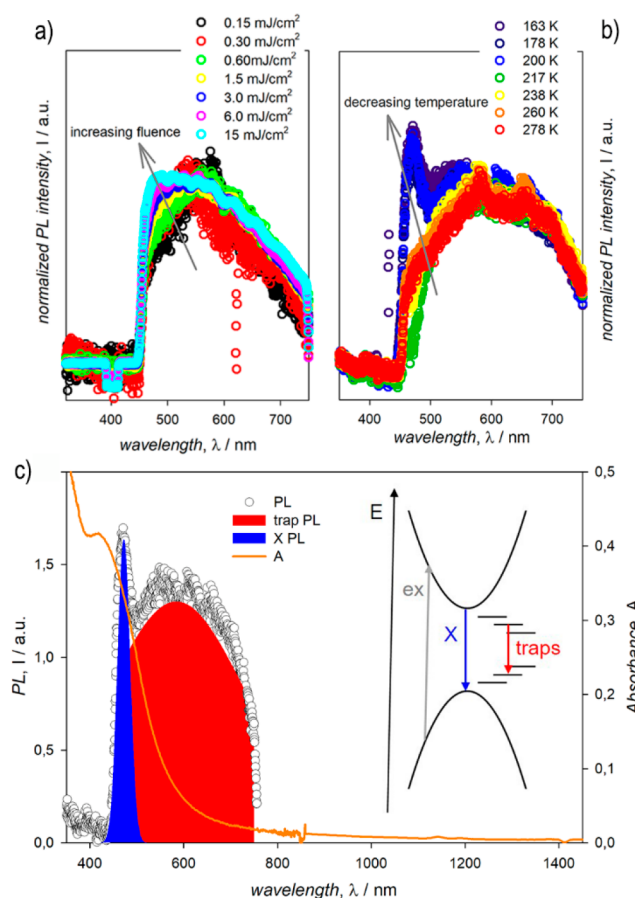 a)
0.15 mJ/cm²
0.30 mJ/cm²
0.60mJ/cm²
1.5 mJ/cm²
3.0 mJ/cm²
6.0 mJ/cm²
15 mJ/cm²
increasing fluence
normalized PL intensity, I / a.u.
400 500 600 700
wavelength, λ / nm
b)
163 K
178 K
200 K
217 K
238 K
260 K
278 K
decreasing temperature
normalized PL intensity, I / a.u.
400 500 600 700
wavelength, λ / nm
c)
PL
trap PL
X PL
A
E
ex
X
traps
PL, I / a.u.
1,5
1,0
0,5
0,0
Absorbance, A
0,5
0,4
0,3
0,2
0,1
0,0
400 600 800 1000 1200 1400
wavelength, λ / nm